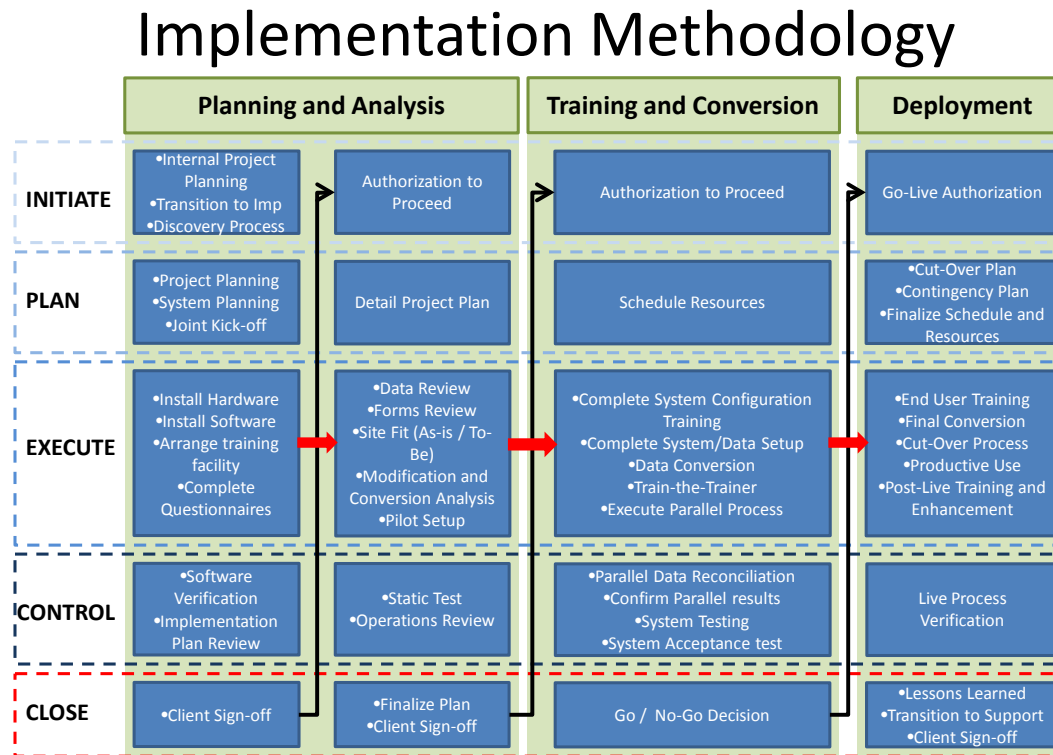 Implementation Methodology
Planning and Analysis
Training and Conversion
Deployment
INITIATE
•Internal Project
Planning
•Transition to Imp
•Discovery Process
Authorization to
Proceed
Authorization to Proceed
Go-Live Authorization
PLAN
•Project Planning
•System Planning
•Joint Kick-off
Detail Project Plan
Schedule Resources
•Cut-Over Plan
•Contingency Plan
•Finalize Schedule and
Resources
EXECUTE
•Install Hardware
•Install Software
•Arrange training
facility
•Complete
Questionnaires
•Data Review
•Forms Review
•Site Fit (As-is / To-
Be)
•Modification and
Conversion Analysis
•Pilot Setup
•Complete System Configuration
Training
•Complete System/Data Setup
•Data Conversion
•Train-the-Trainer
•Execute Parallel Process
•End User Training
•Final Conversion
•Cut-Over Process
•Productive Use
•Post-Live Training and
Enhancement
CONTROL
•Software
Verification
•Implementation
Plan Review
•Static Test
•Operations Review
•Parallel Data Reconciliation
•Confirm Parallel results
•System Testing
•System Acceptance test
Live Process
Verification
CLOSE
•Client Sign-off
•Finalize Plan
•Client Sign-off
Go / No-Go Decision
•Lessons Learned
•Transition to Support
•Client Sign-off